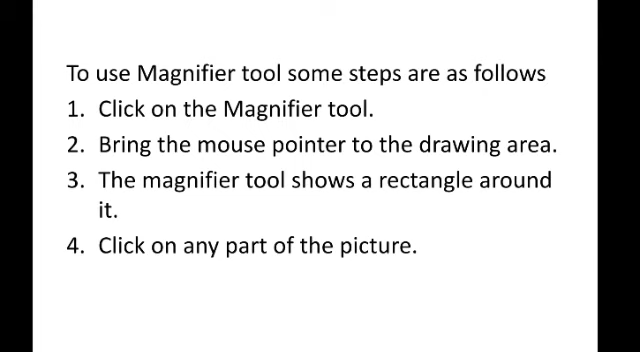 To use Magnifier tool some steps are as follows
1. Click on the Magnifier tool.
2. Bring the mouse pointer to the drawing area.
3. The magnifier tool shows a rectangle around
it.
4. Click on any part of the picture.